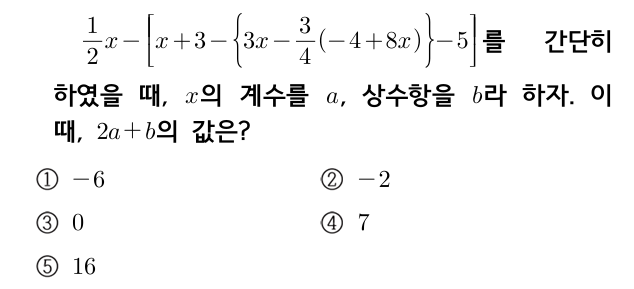 $\frac{1}{2}x-\left[x+3-\left\{3x-\frac{3}{4}(-4+8x)\right\}-5\right]$를 간단히
하였을 때, $x$의 계수를 $a$, 상수항을 $b$라 하자. 이
때, $2a+b$의 값은?
① $-6$ ② $-2$
③ $0$ ④ $7$
⑤ $16$